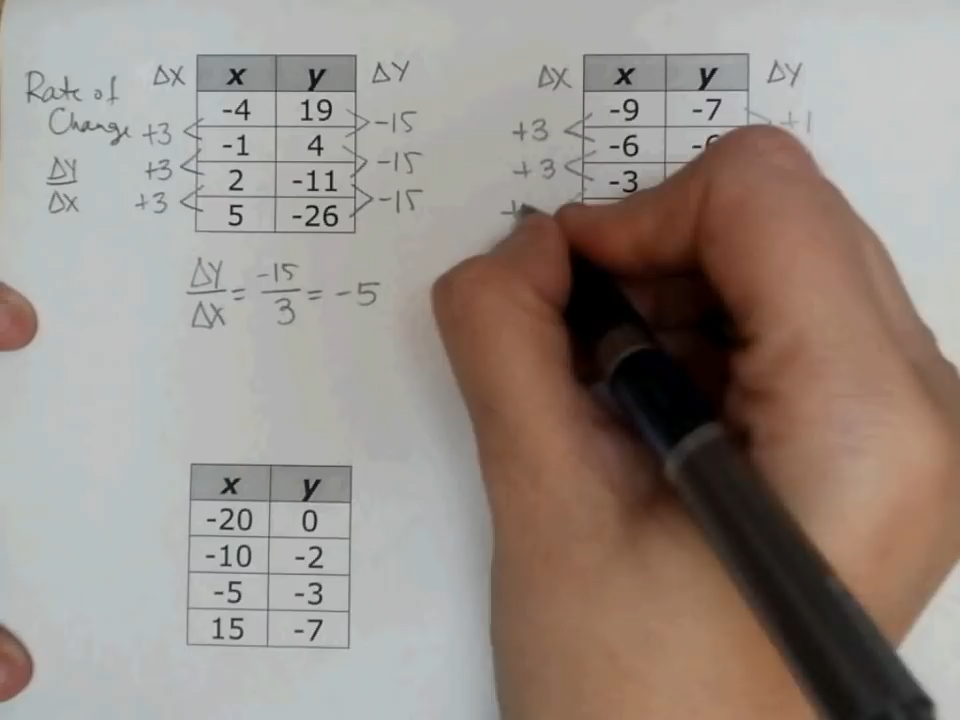 Rate of Change
ΔY
ΔX
ΔX x y ΔY
-4 19
+3 -15
-1 4
+3 -15
2 -11
+3 -15
5 -26
ΔY/ΔX = -15/3 = -5
ΔX x y ΔY
-9 -7
+3 +1
-6
+3
-3
+
x y
-20 0
-10 -2
-5 -3
15 -7